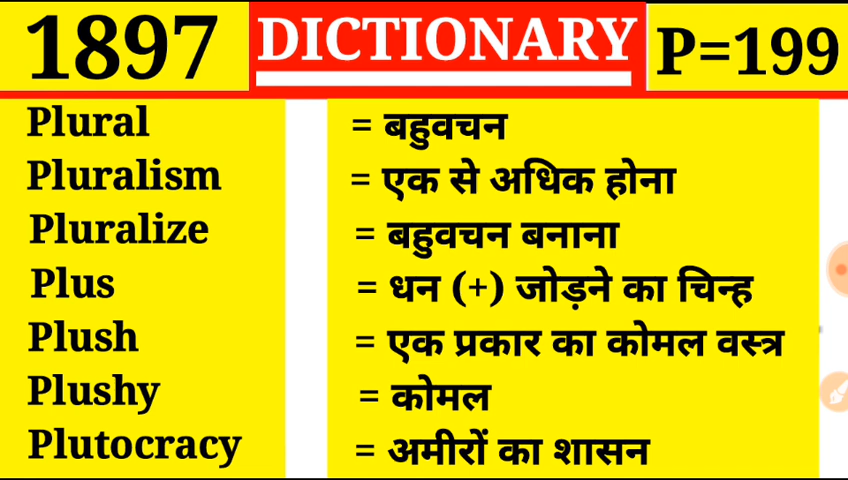 1897 DICTIONARY P=199
Plural = बहुवचन
Pluralism = एक से अधिक होना
Pluralize = बहुवचन बनाना
Plus = धन (+) जोड़ने का चिन्ह
Plush = एक प्रकार का कोमल वस्त्र
Plushy = कोमल
Plutocracy = अमीरों का शासन